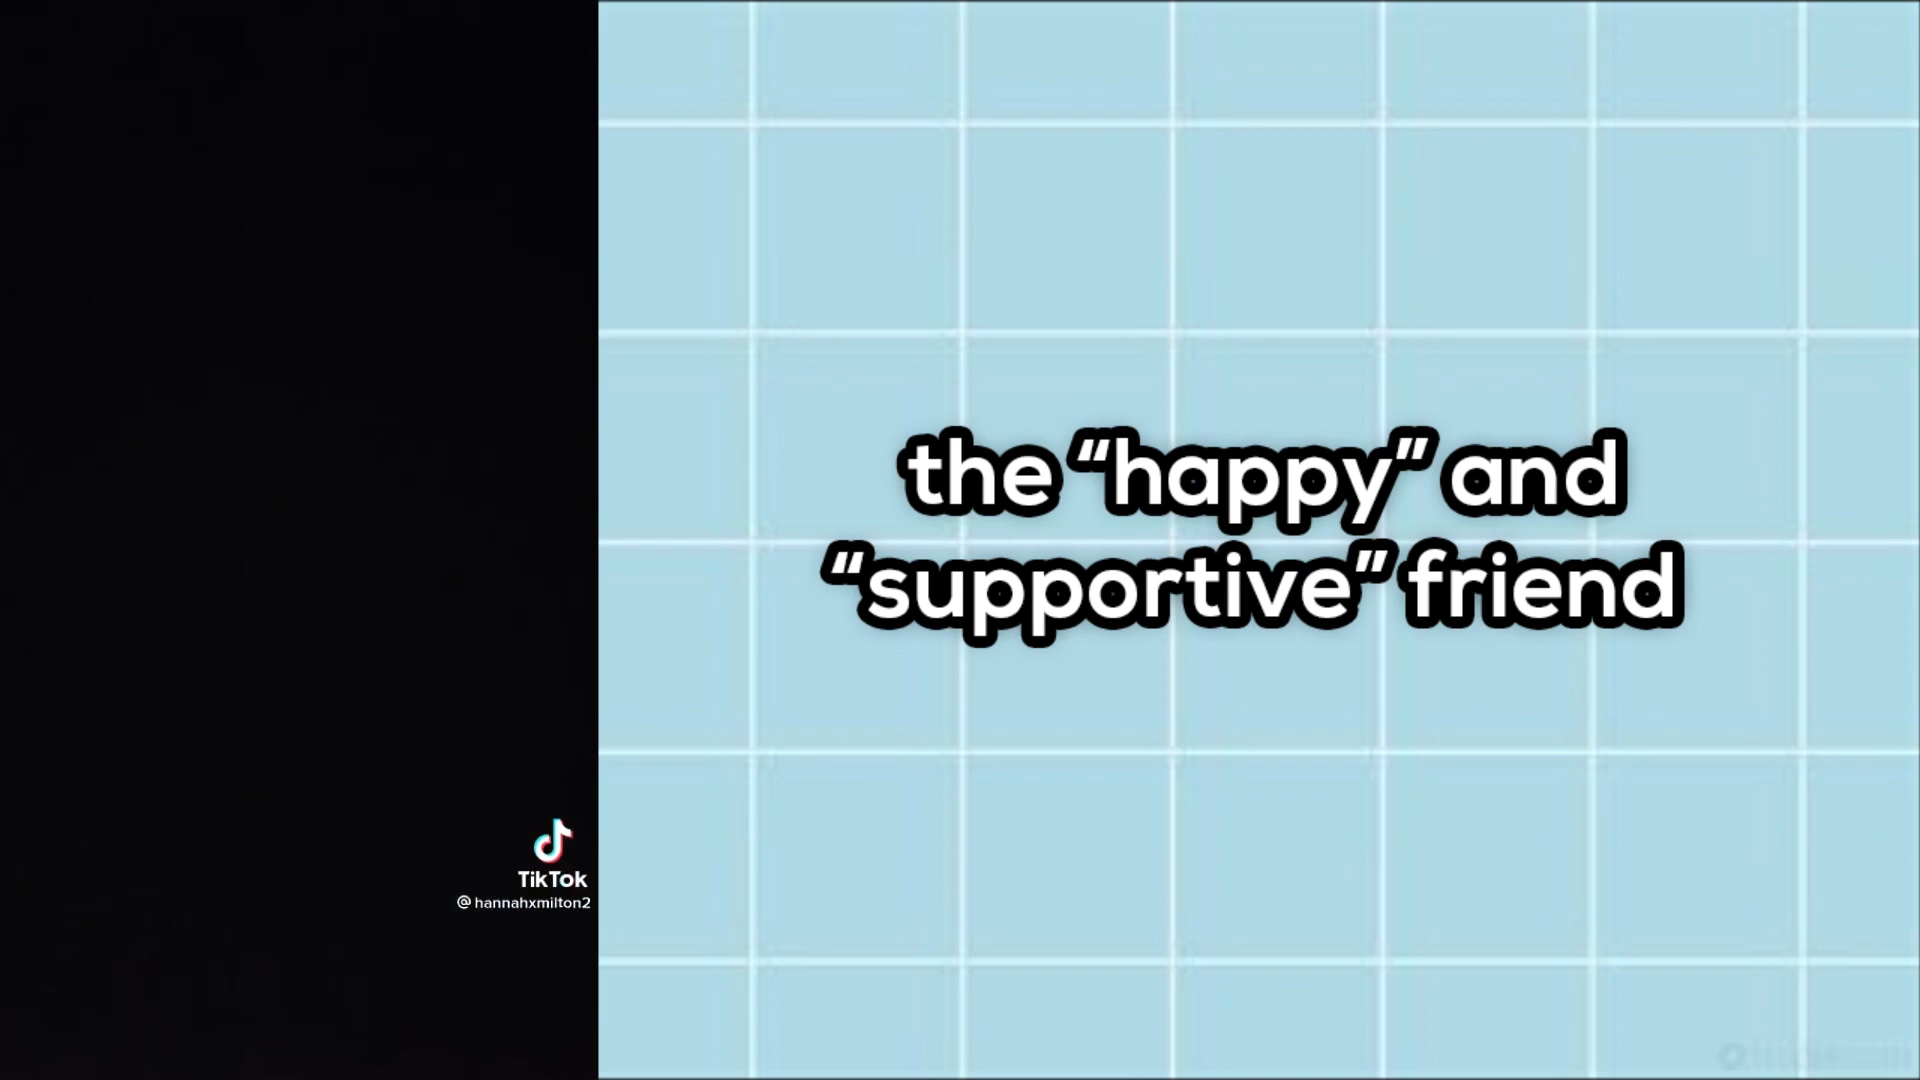 the “happy” and
“supportive” friend
TikTok
@hannahxmilton2